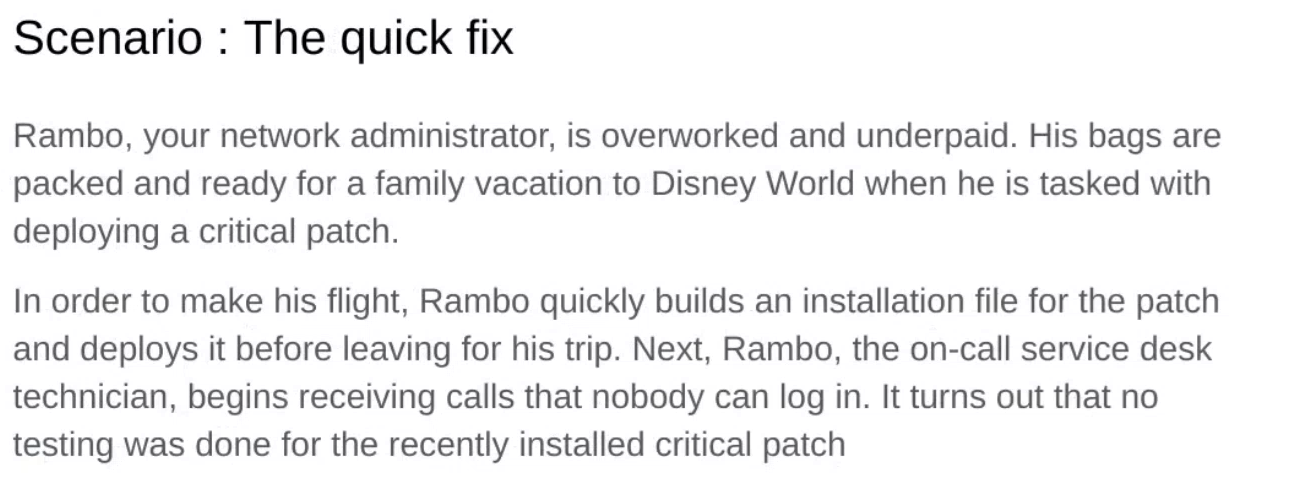 Scenario : The quick fix
Rambo, your network administrator, is overworked and underpaid. His bags are
packed and ready for a family vacation to Disney World when he is tasked with
deploying a critical patch.
In order to make his flight, Rambo quickly builds an installation file for the patch
and deploys it before leaving for his trip. Next, Rambo, the on-call service desk
technician, begins receiving calls that nobody can log in. It turns out that no
testing was done for the recently installed critical patch